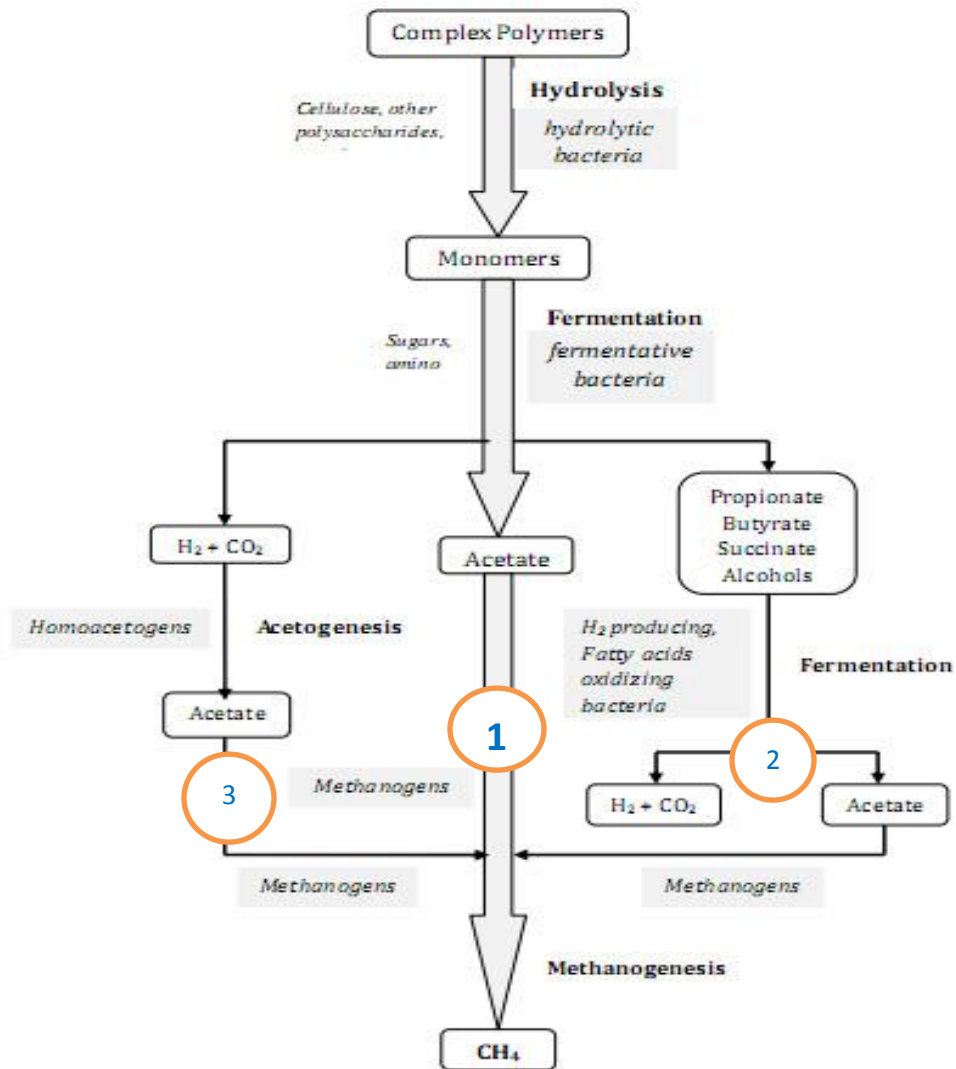 Complex Polymers
Hydrolysis
Cellulose, other
polysaccharides,
hydrolytic
bacteria
Monomers
Fermentation
Sugars,
amino
fermentative
bacteria
Propionate
Butyrate
Succinate
Alcohols
H₂ + CO₂
Acetate
Homoacetogens
Acetogenesis
H₂ producing,
Fatty acids
oxidizing
bacteria
Fermentation
Acetate
1
2
3
Methanogens
H₂ + CO₂
Acetate
Methanogens
Methanogens
Methanogenesis
CH₄